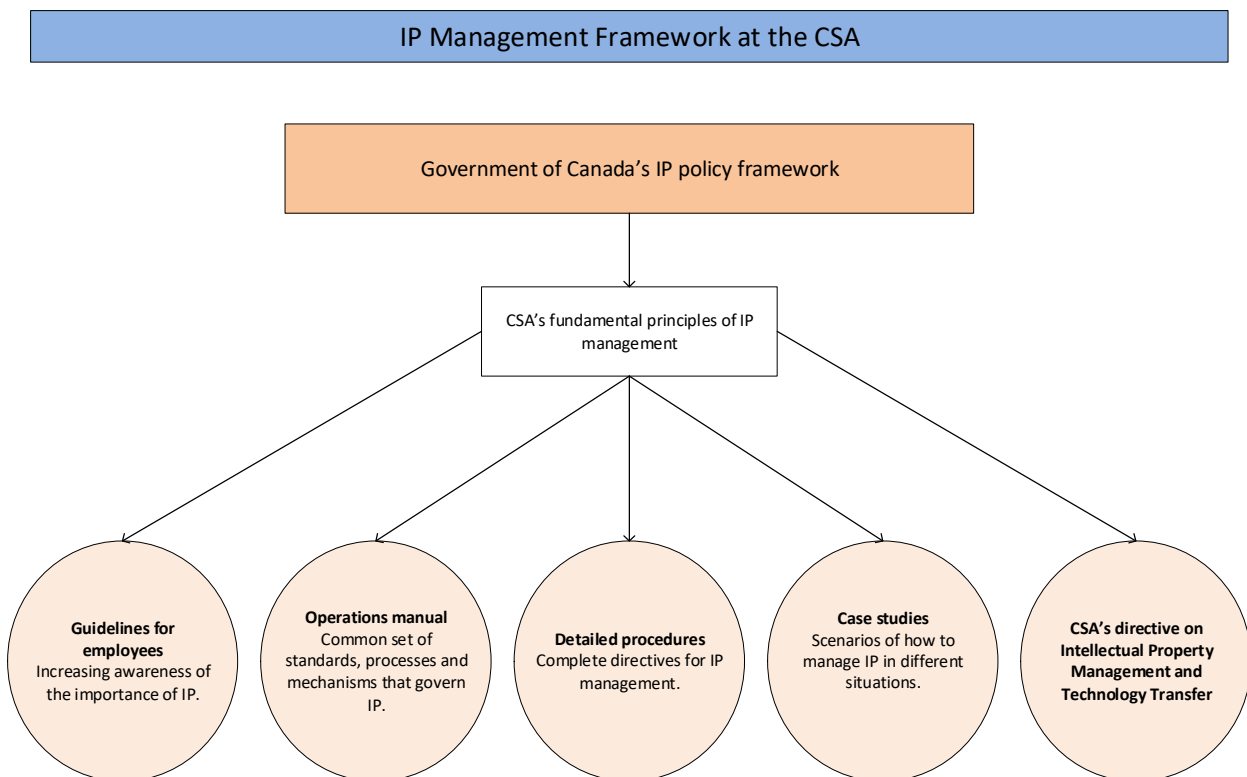 IP Management Framework at the CSA
Government of Canada’s IP policy framework
CSA’s fundamental principles of IP
management
Guidelines for
employees
Increasing awareness of
the importance of IP.
Operations manual
Common set of
standards, processes and
mechanisms that govern
IP.
Detailed procedures
Complete directives for IP
management.
Case studies
Scenarios of how to
manage IP in different
situations.
CSA’s directive on
Intellectual Property
Management and
Technology Transfer